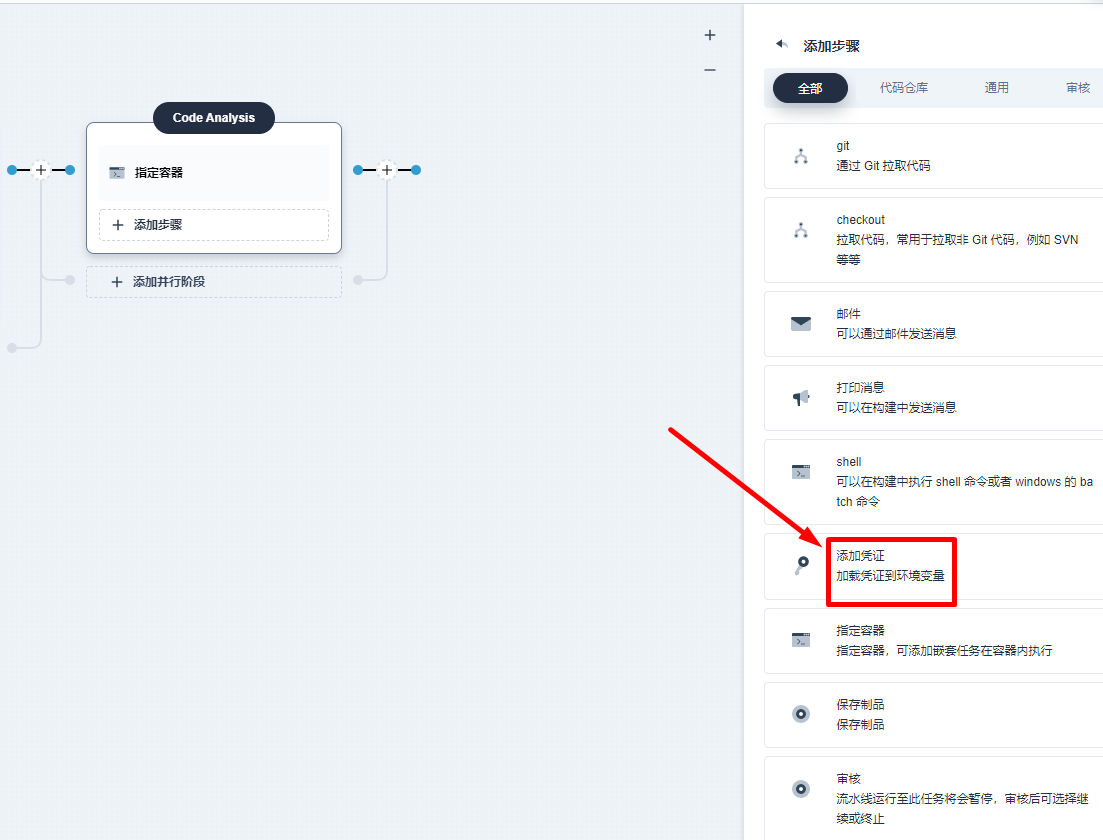 Code Analysis
指定容器
添加步骤
添加并行阶段
添加步骤
全部
代码仓库
通用
审核
git
通过 Git 拉取代码
checkout
拉取代码，常用于拉取非 Git 代码，例如 SVN
等等
邮件
可以通过邮件发送消息
打印消息
可以在构建中发送消息
shell
可以在构建中执行 shell 命令或者 windows 的 ba
tch 命令
添加凭证
加载凭证到环境变量
指定容器
指定容器，可添加嵌套任务在容器内执行
保存制品
保存制品
审核
流水线运行至此任务将会暂停，审核后可选择继
续或终止